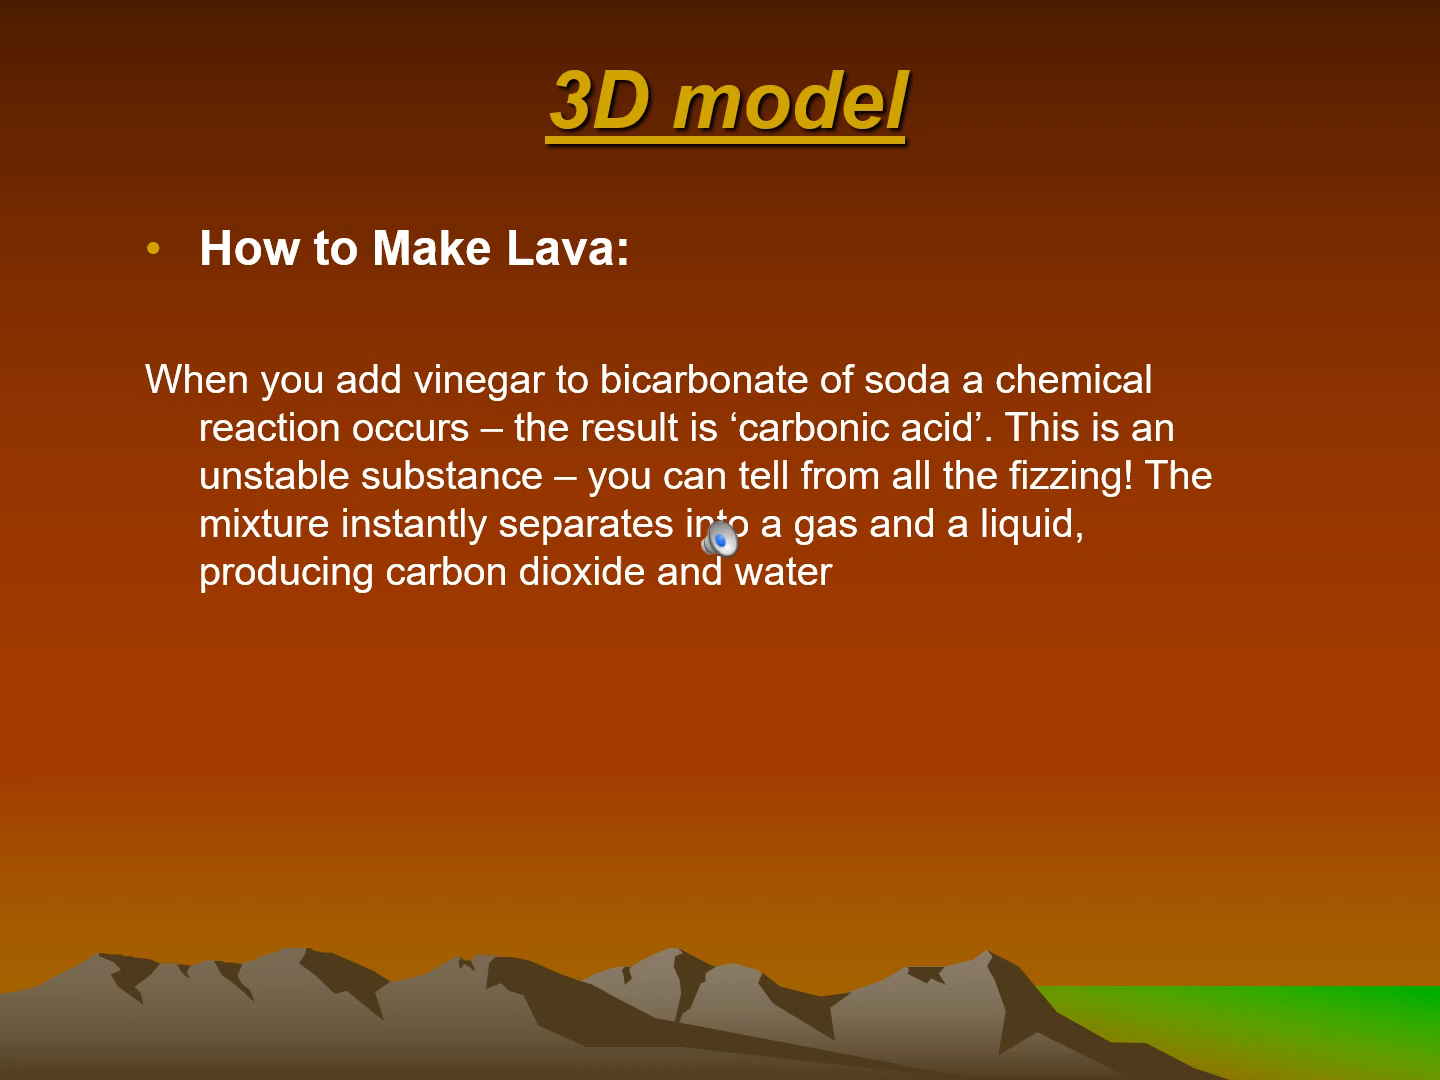 3D model
• How to Make Lava:
When you add vinegar to bicarbonate of soda a chemical
reaction occurs – the result is ‘carbonic acid’. This is an
unstable substance – you can tell from all the fizzing! The
mixture instantly separates into a gas and a liquid,
producing carbon dioxide and water